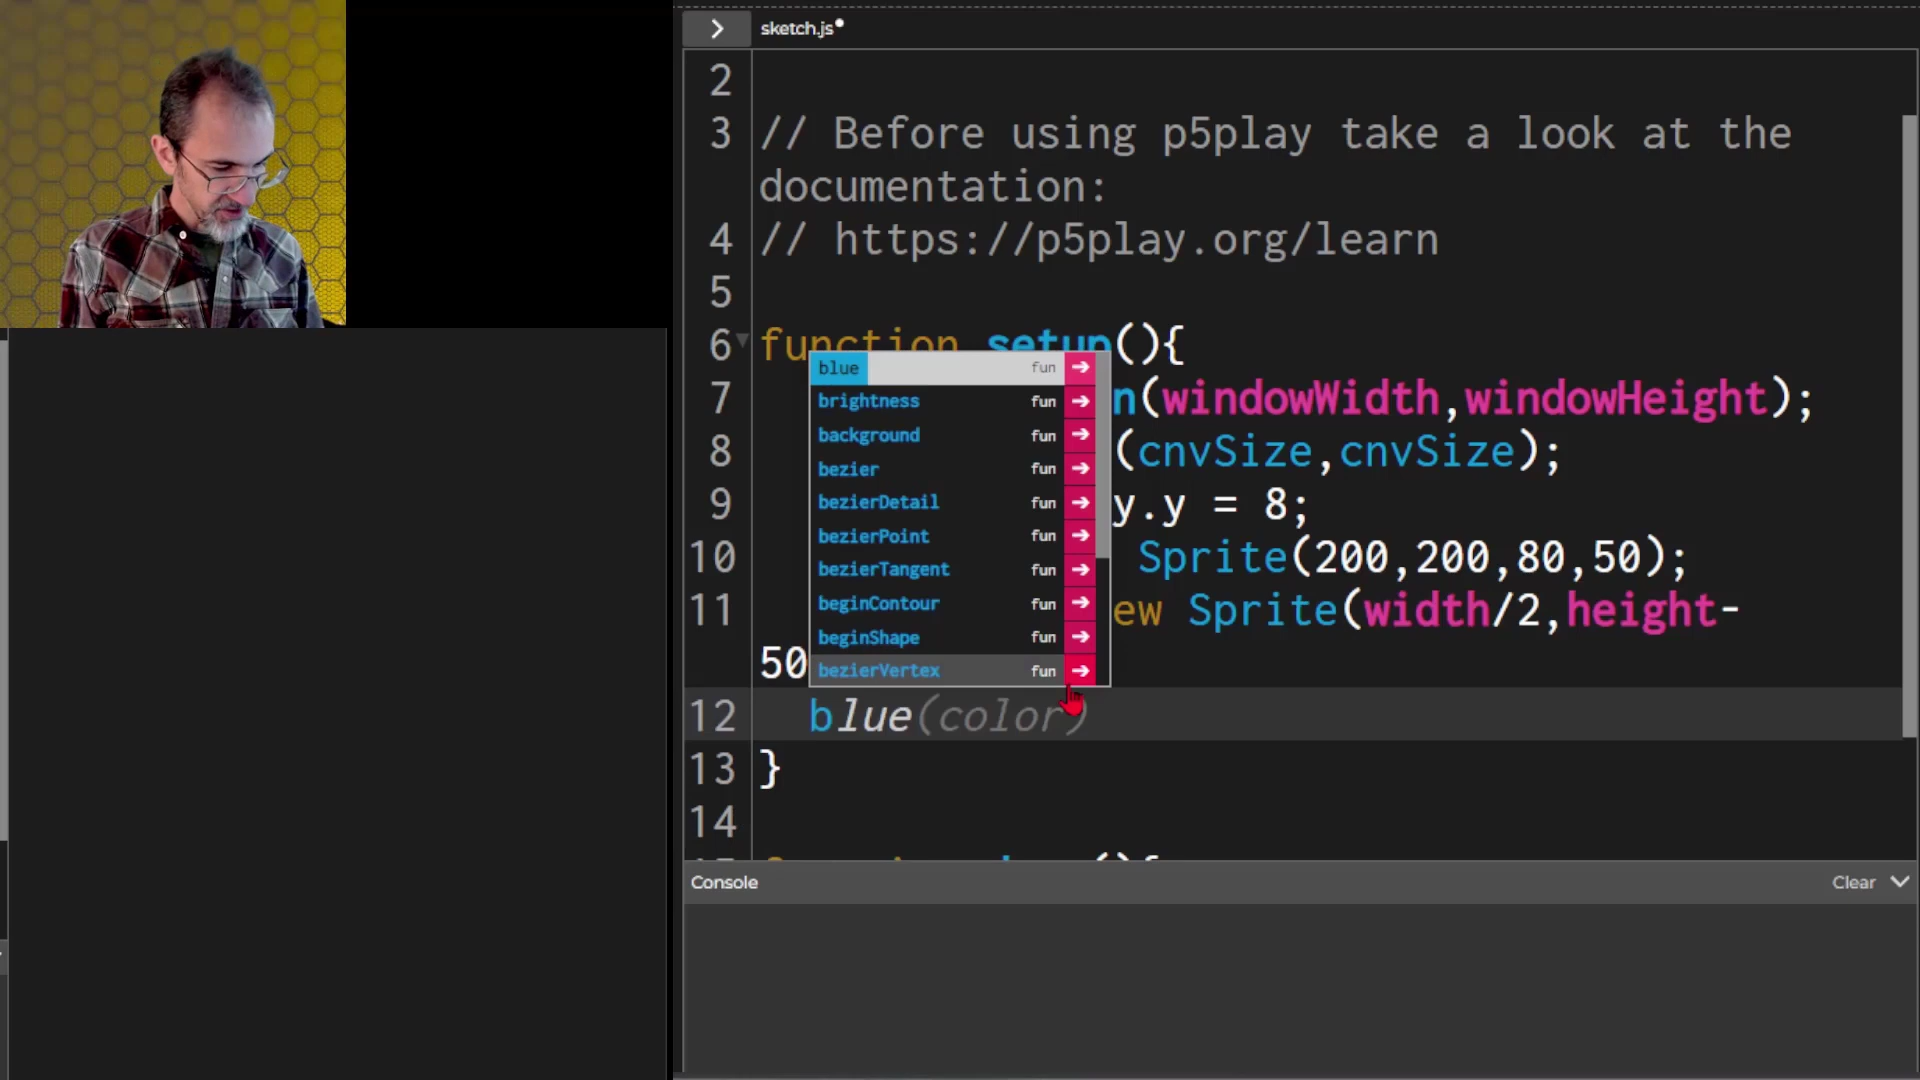 sketch.js
2
3 // Before using p5play take a look at the
documentation:
4 // https://p5play.org/learn
5
6 function setup(){
7 n(windowWidth,windowHeight);
8 (cnvSize,cnvSize);
9 y.y = 8;
10 Sprite(200,200,80,50);
11 ew Sprite(width/2,height-
50
blue fun
brightness fun
background fun
bezier fun
bezierDetail fun
bezierPoint fun
bezierTangent fun
beginContour fun
beginShape fun
bezierVertex fun
12 blue(color)
13 }
14
Console Clear